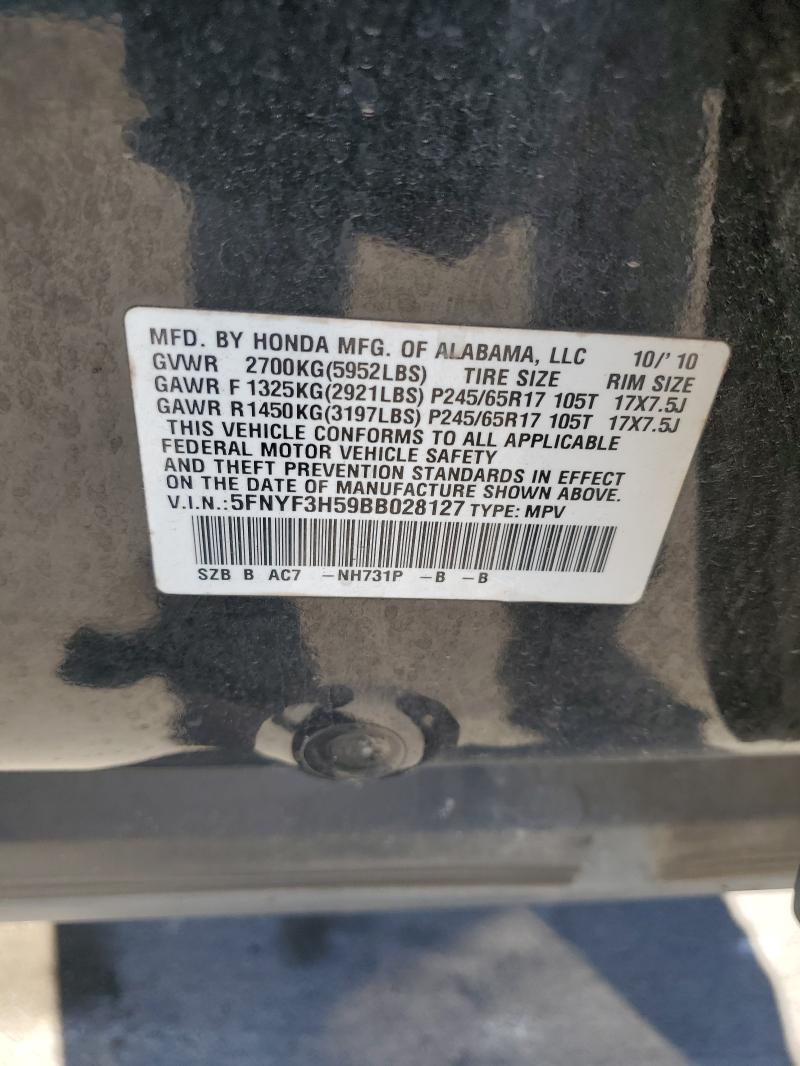 MFD. BY HONDA MFG. OF ALABAMA, LLC 10/'10
GVWR 2700KG(5952LBS) TIRE SIZE RIM SIZE
GAWR F 1325KG(2921LBS) P245/65R17 105T 17X7.5J
GAWR R1450KG(3197LBS) P245/65R17 105T 17X7.5J
THIS VEHICLE CONFORMS TO ALL APPLICABLE
FEDERAL MOTOR VEHICLE SAFETY
AND THEFT PREVENTION STANDARDS IN EFFECT
ON THE DATE OF MANUFACTURE SHOWN ABOVE.
V.I.N.:5FNYF3H59BB028127 TYPE: MPV
SZB B AC7 -NH731P -B -B